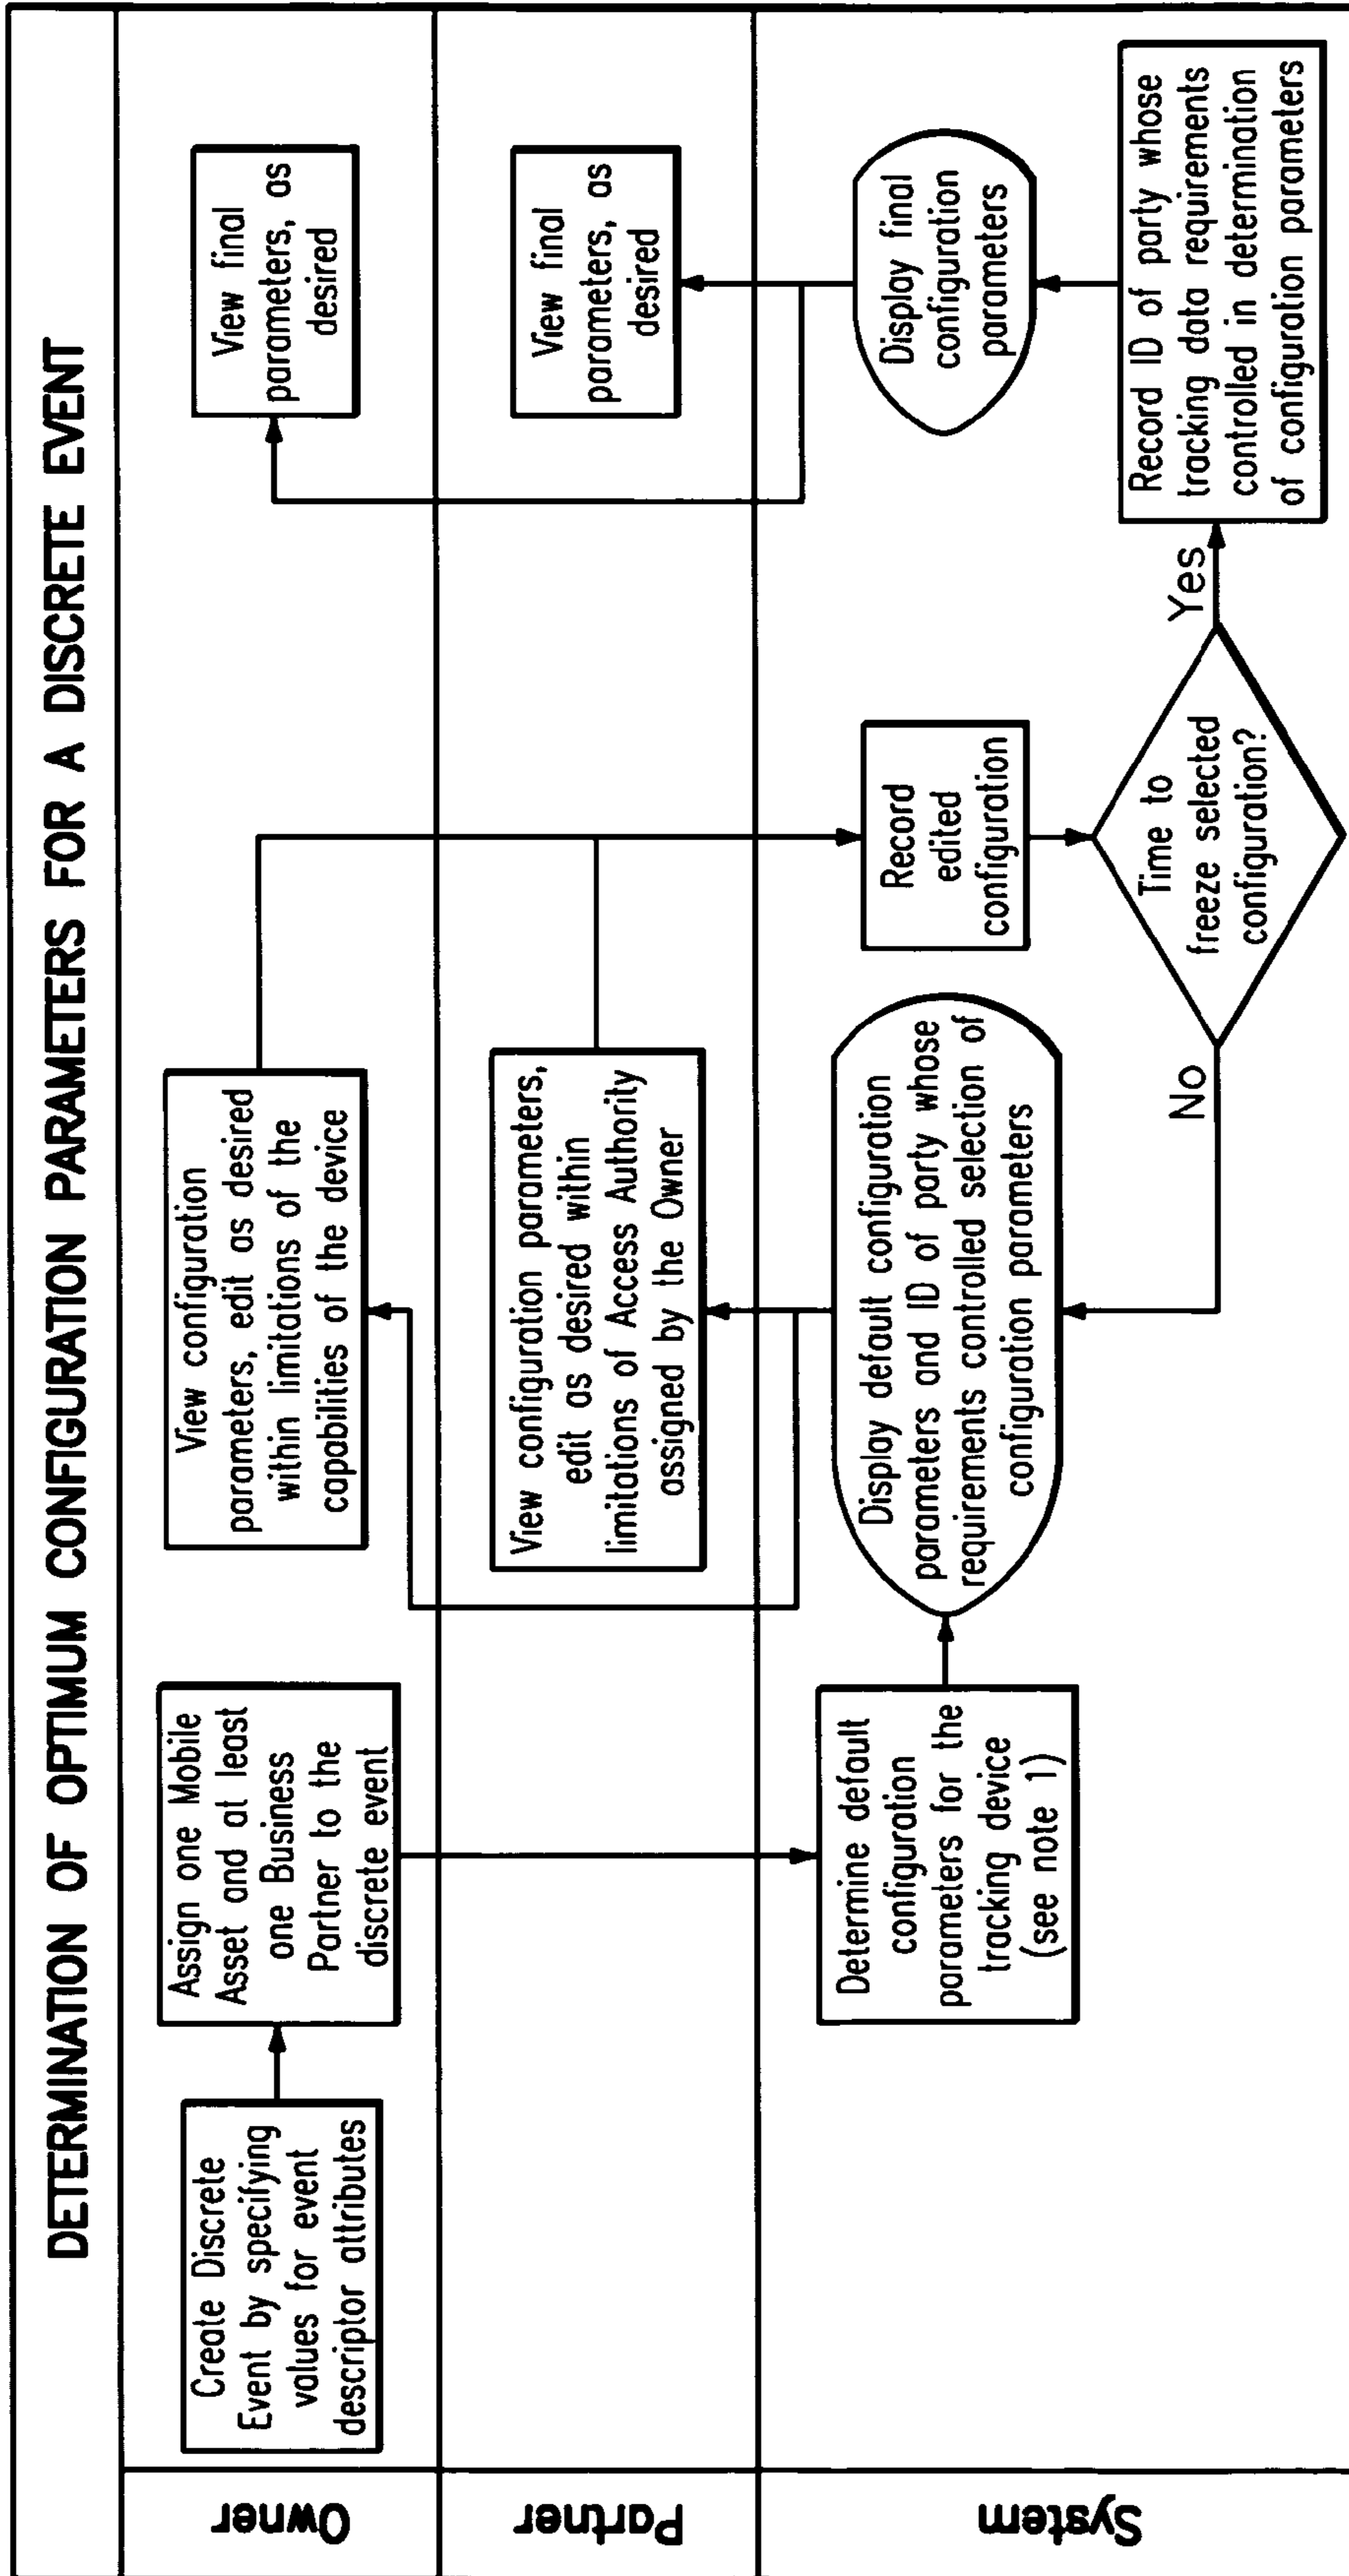 DETERMINATION OF OPTIMUM CONFIGURATION PARAMETERS FOR A DISCRETE EVENT
Owner
Create Discrete
Event by specifying
values for event
descriptor attributes
Assign one Mobile
Asset and at least
one Business
Partner to the
discrete event
View configuration
parameters, edit as desired
within limitations of the
capabilities of the device
View final
parameters, as
desired
Partner
View configuration parameters,
edit as desired within
limitations of Access Authority
assigned by the Owner
View final
parameters, as
desired
System
Determine default
configuration
parameters for the
tracking device
(see note 1)
Display default configuration
parameters and ID of party whose
requirements controlled selection of
configuration parameters
Record
edited
configuration
Time to
freeze selected
configuration?
No
Yes
Record ID of party whose
tracking data requirements
controlled in determination
of configuration parameters
Display final
configuration
parameters